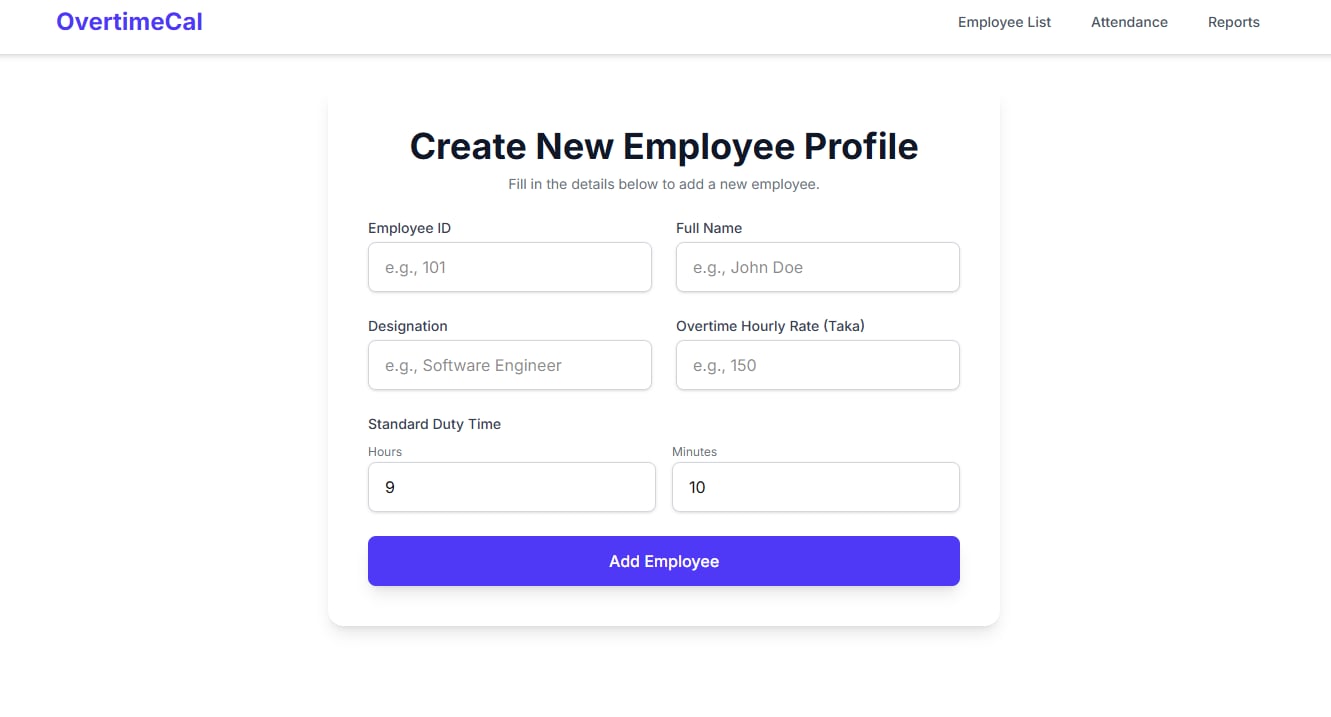 OvertimeCal
Employee List
Attendance
Reports
Create New Employee Profile
Fill in the details below to add a new employee.
Employee ID
Full Name
e.g., 101
e.g., John Doe
Designation
Overtime Hourly Rate (Taka)
e.g., Software Engineer
e.g., 150
Standard Duty Time
Hours
Minutes
9
10
Add Employee